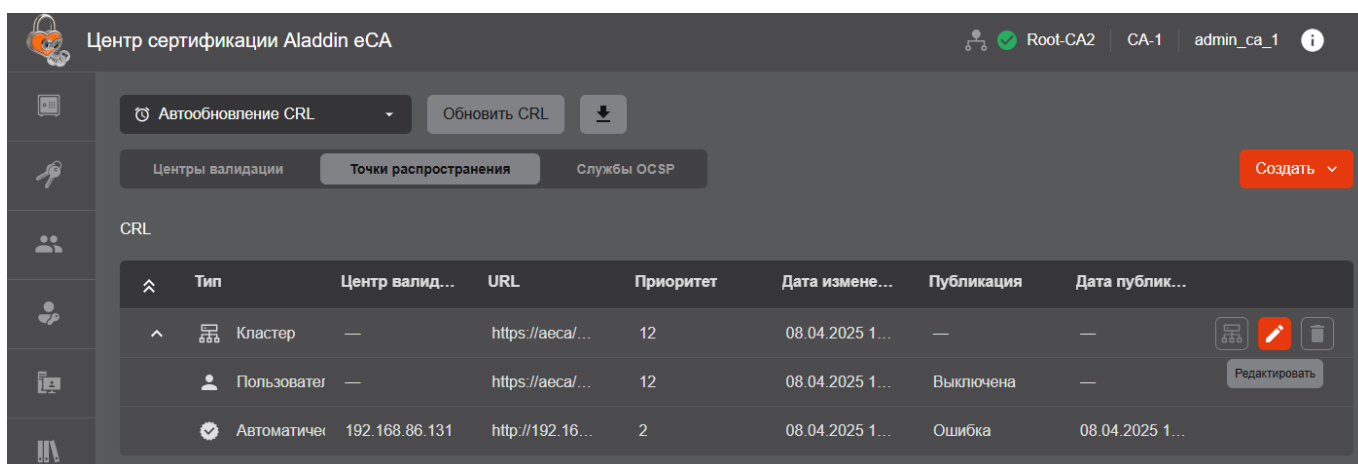 Центр сертификации Aladdin eCA Root-CA2 CA-1 admin_ca_1
Автообновление CRL Обновить CRL
Центры валидации Точки распространения Службы OCSP Создать
CRL
Тип Центр валид... URL Приоритет Дата измене... Публикация Дата публик...
Кластер — https://aeca/... 12 08.04.2025 1... — —
Редактировать
Пользовател — https://aeca/... 12 08.04.2025 1... Выключена —
Автоматичес 192.168.86.131 http://192.16... 2 08.04.2025 1... Ошибка 08.04.2025 1...